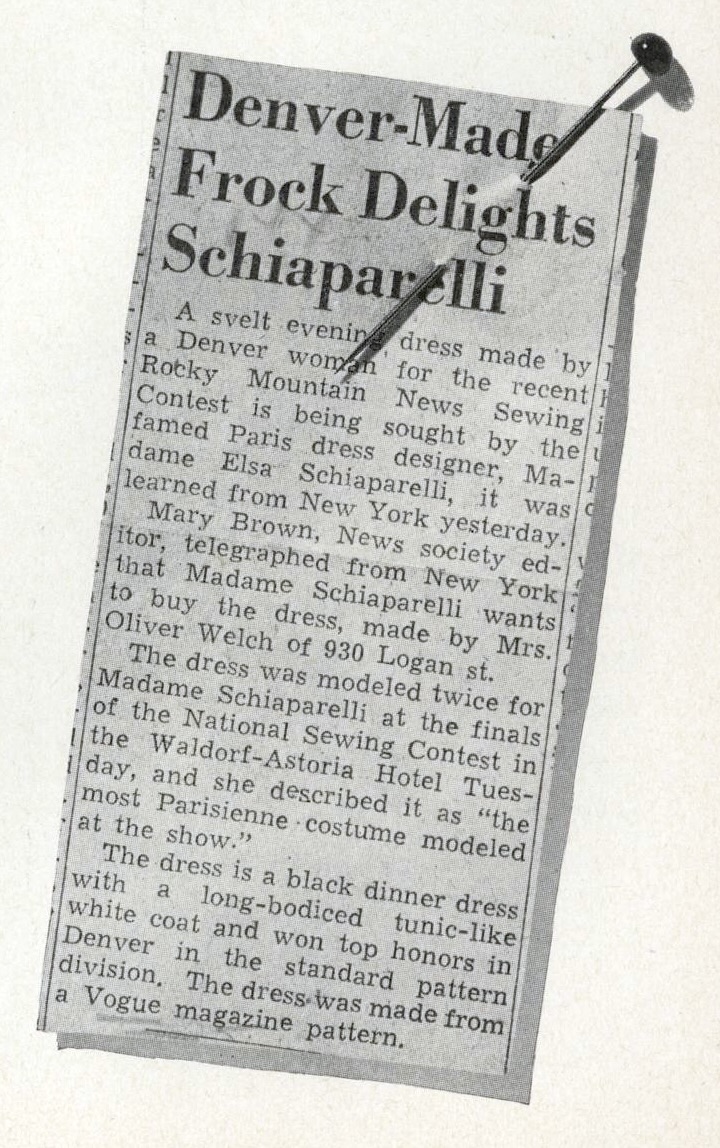 Denver-Made
Frock Delights
Schiaparelli
A svelt evening dress made by
a Denver woman for the recent
Rocky Mountain News Sewing
Contest is being sought by the
famed Paris dress designer, Ma-
dame Elsa Schiaparelli, it was
learned from New York yesterday.
Mary Brown, News society ed-
itor, telegraphed from New York
that Madame Schiaparelli wants
to buy the dress, made by Mrs.
Oliver Welch of 930 Logan st.
The dress was modeled twice for
Madame Schiaparelli at the finals
of the National Sewing Contest in
the Waldorf-Astoria Hotel Tues-
day, and she described it as "the
most Parisienne costume modeled
at the show."
The dress is a black dinner dress
with a long-bodiced tunic-like
white coat and won top honors in
Denver in the standard pattern
division. The dress was made from
a Vogue magazine pattern.